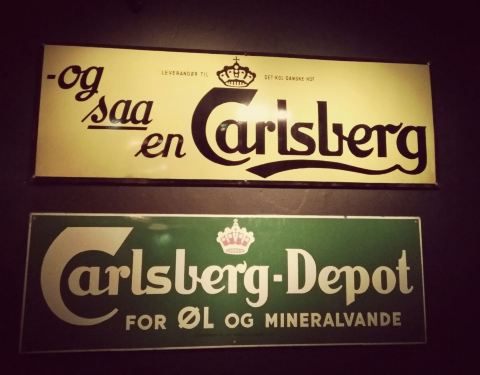 -og
saa
en Carlsberg
LEVERANDØR TIL DET KGL. DANSKE HOF
Carlsberg-Depot
FOR ØL OG MINERALVANDE